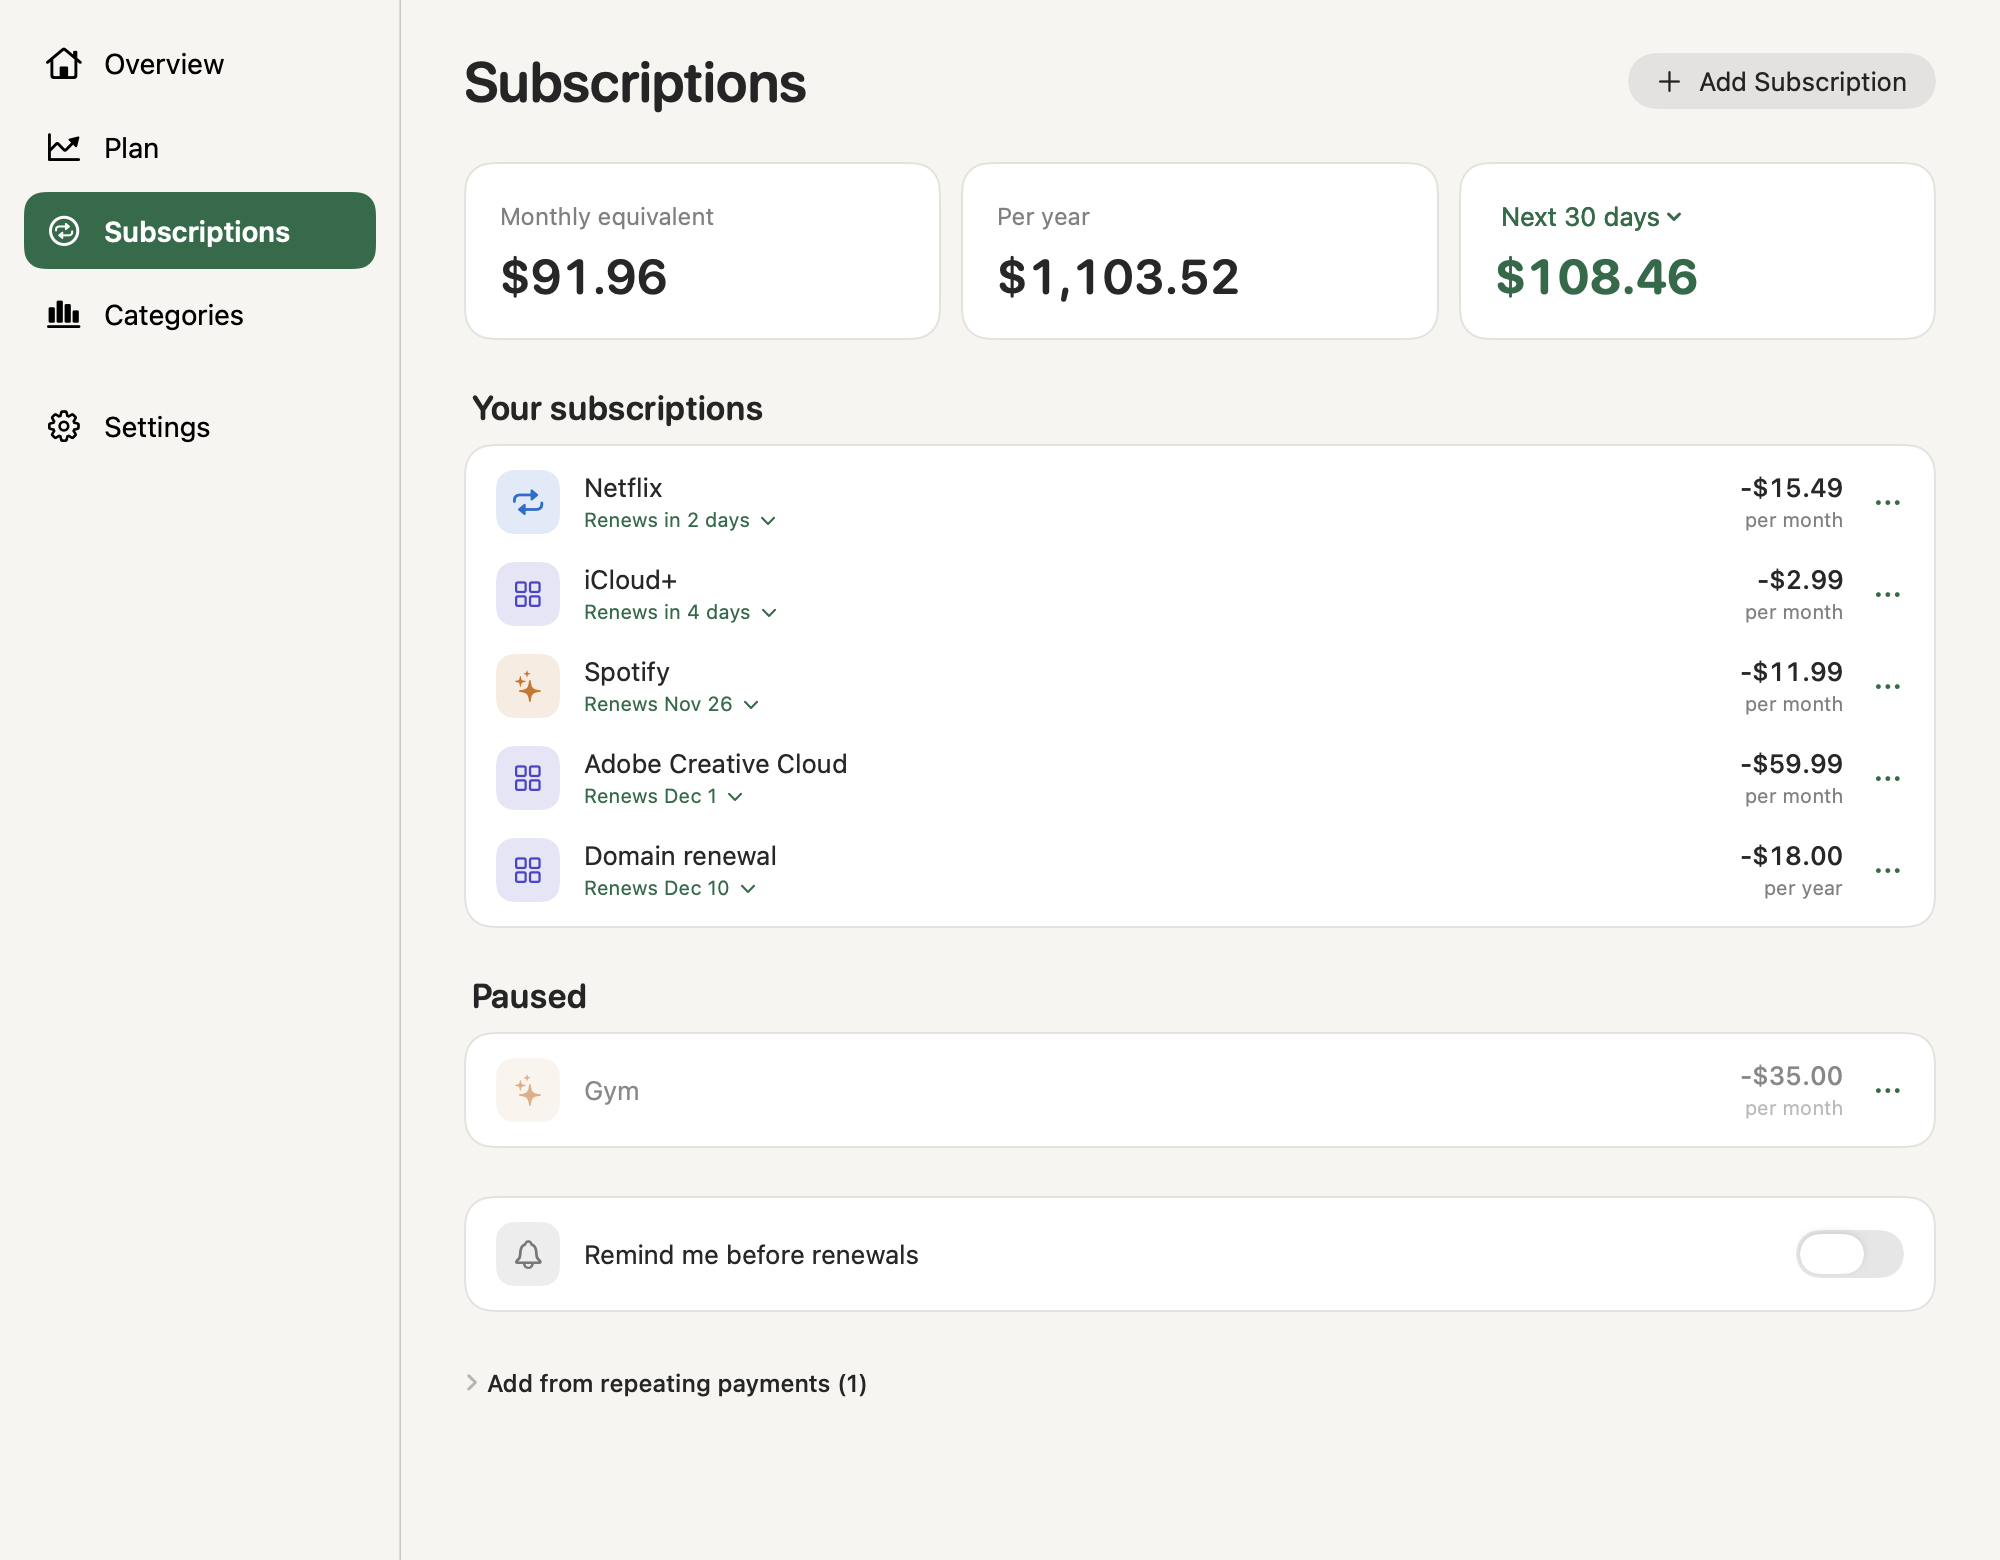 Overview
Plan
Subscriptions
Categories
Settings
Subscriptions
Add Subscription
Monthly equivalent
$91.96
Per year
$1,103.52
Next 30 days
$108.46
Your subscriptions
Netflix
Renews in 2 days
-$15.49
per month
iCloud+
Renews in 4 days
-$2.99
per month
Spotify
Renews Nov 26
-$11.99
per month
Adobe Creative Cloud
Renews Dec 1
-$59.99
per month
Domain renewal
Renews Dec 10
-$18.00
per year
Paused
Gym
-$35.00
per month
Remind me before renewals
Add from repeating payments (1)